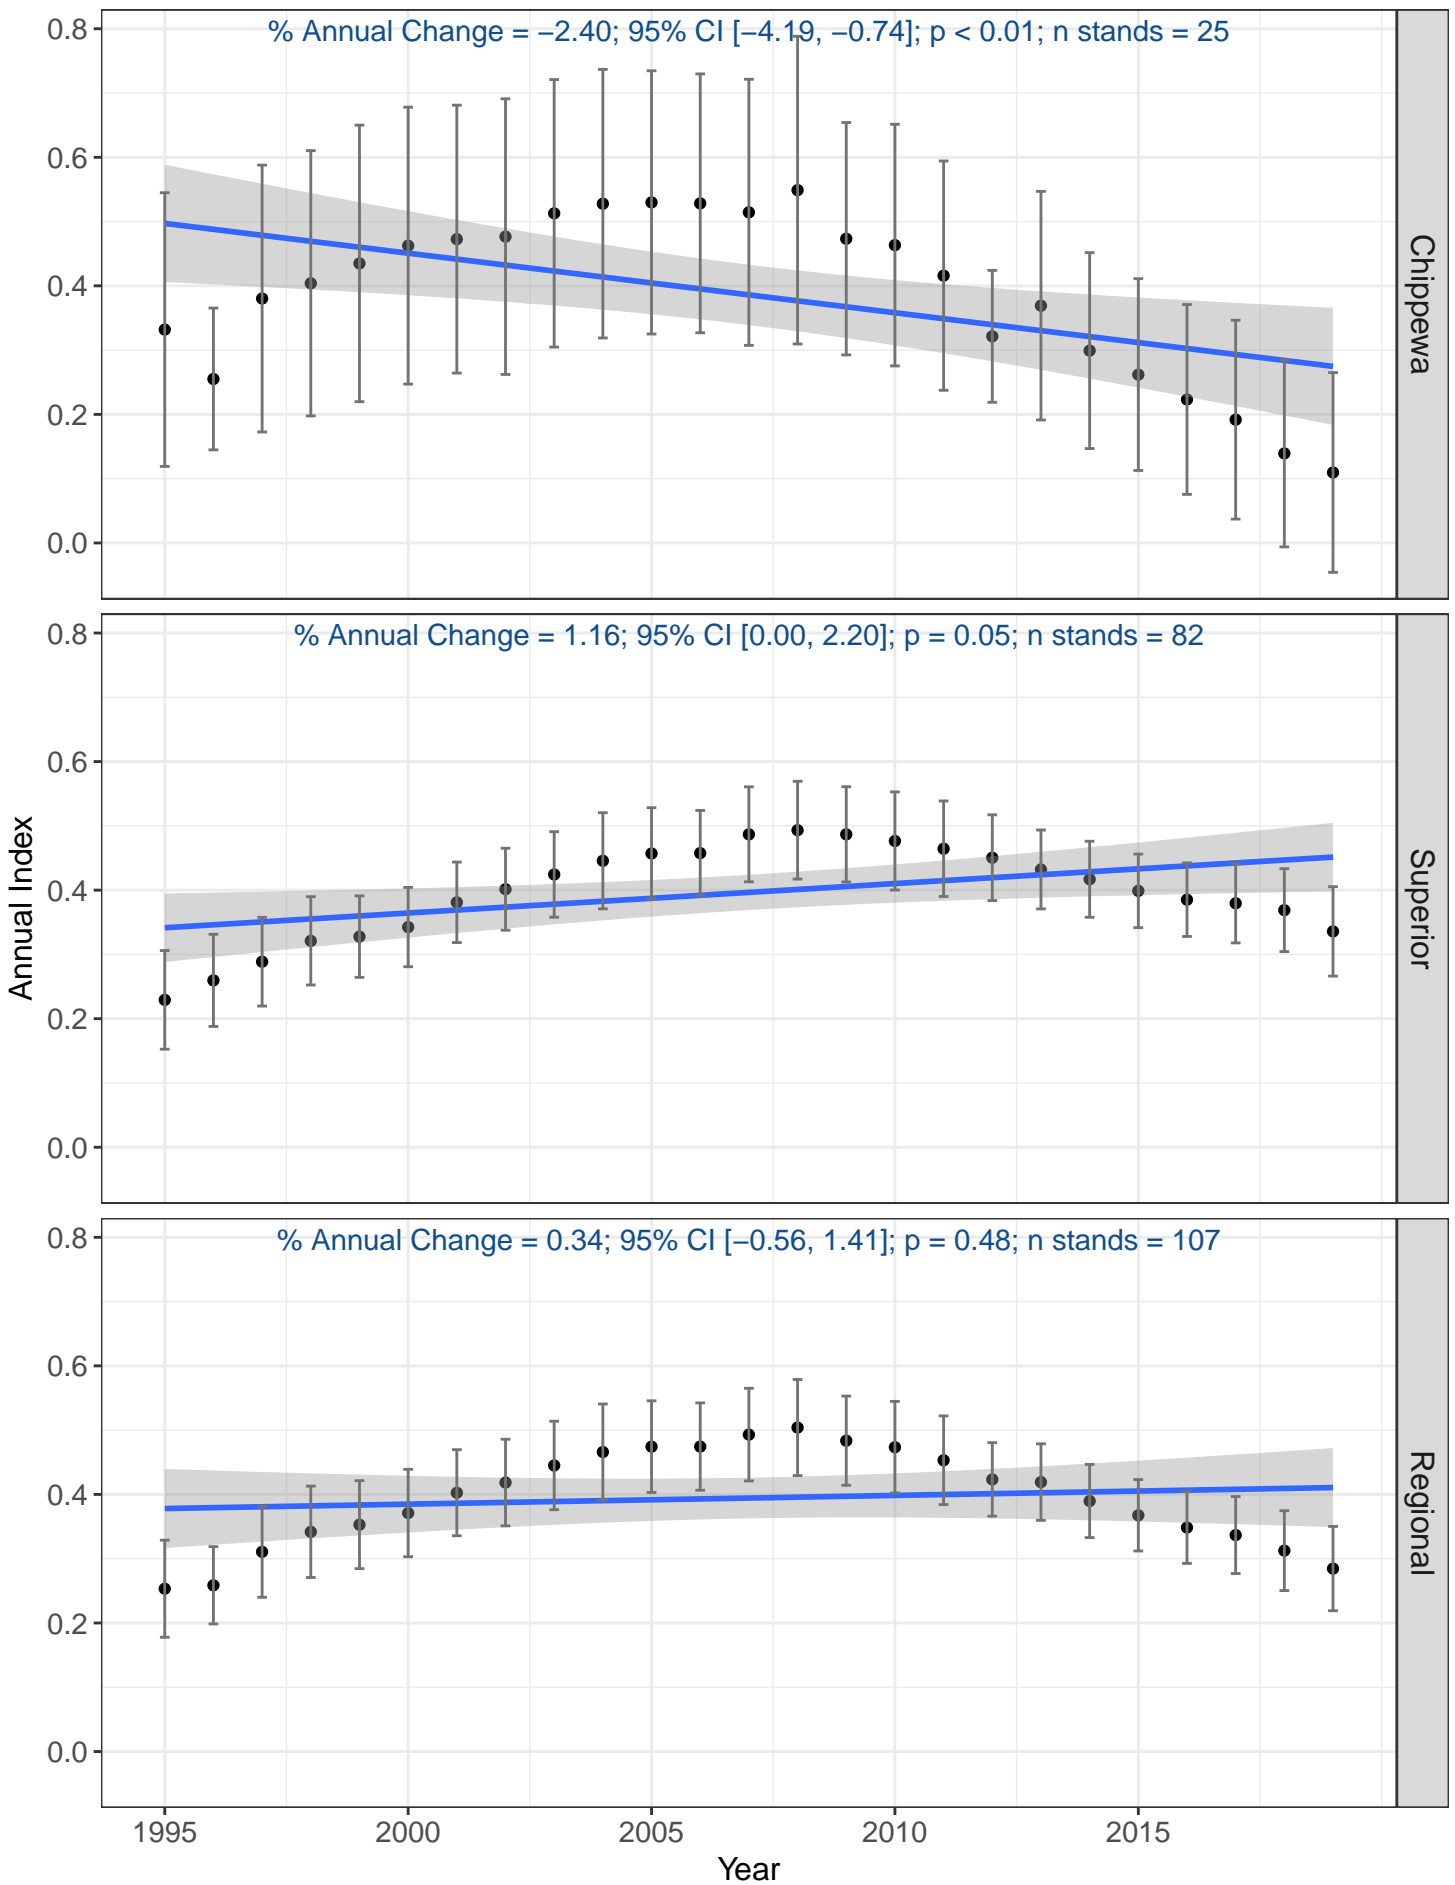 % Annual Change = −2.40; 95% CI [−4.19, −0.74]; p < 0.01; n stands = 25
0.8
0.6
0.4
0.2
0.0
Chippewa
% Annual Change = 1.16; 95% CI [0.00, 2.20]; p = 0.05; n stands = 82
0.8
0.6
0.4
0.2
0.0
Superior
Annual Index
% Annual Change = 0.34; 95% CI [−0.56, 1.41]; p = 0.48; n stands = 107
0.8
0.6
0.4
0.2
0.0
Regional
1995 2000 2005 2010 2015
Year